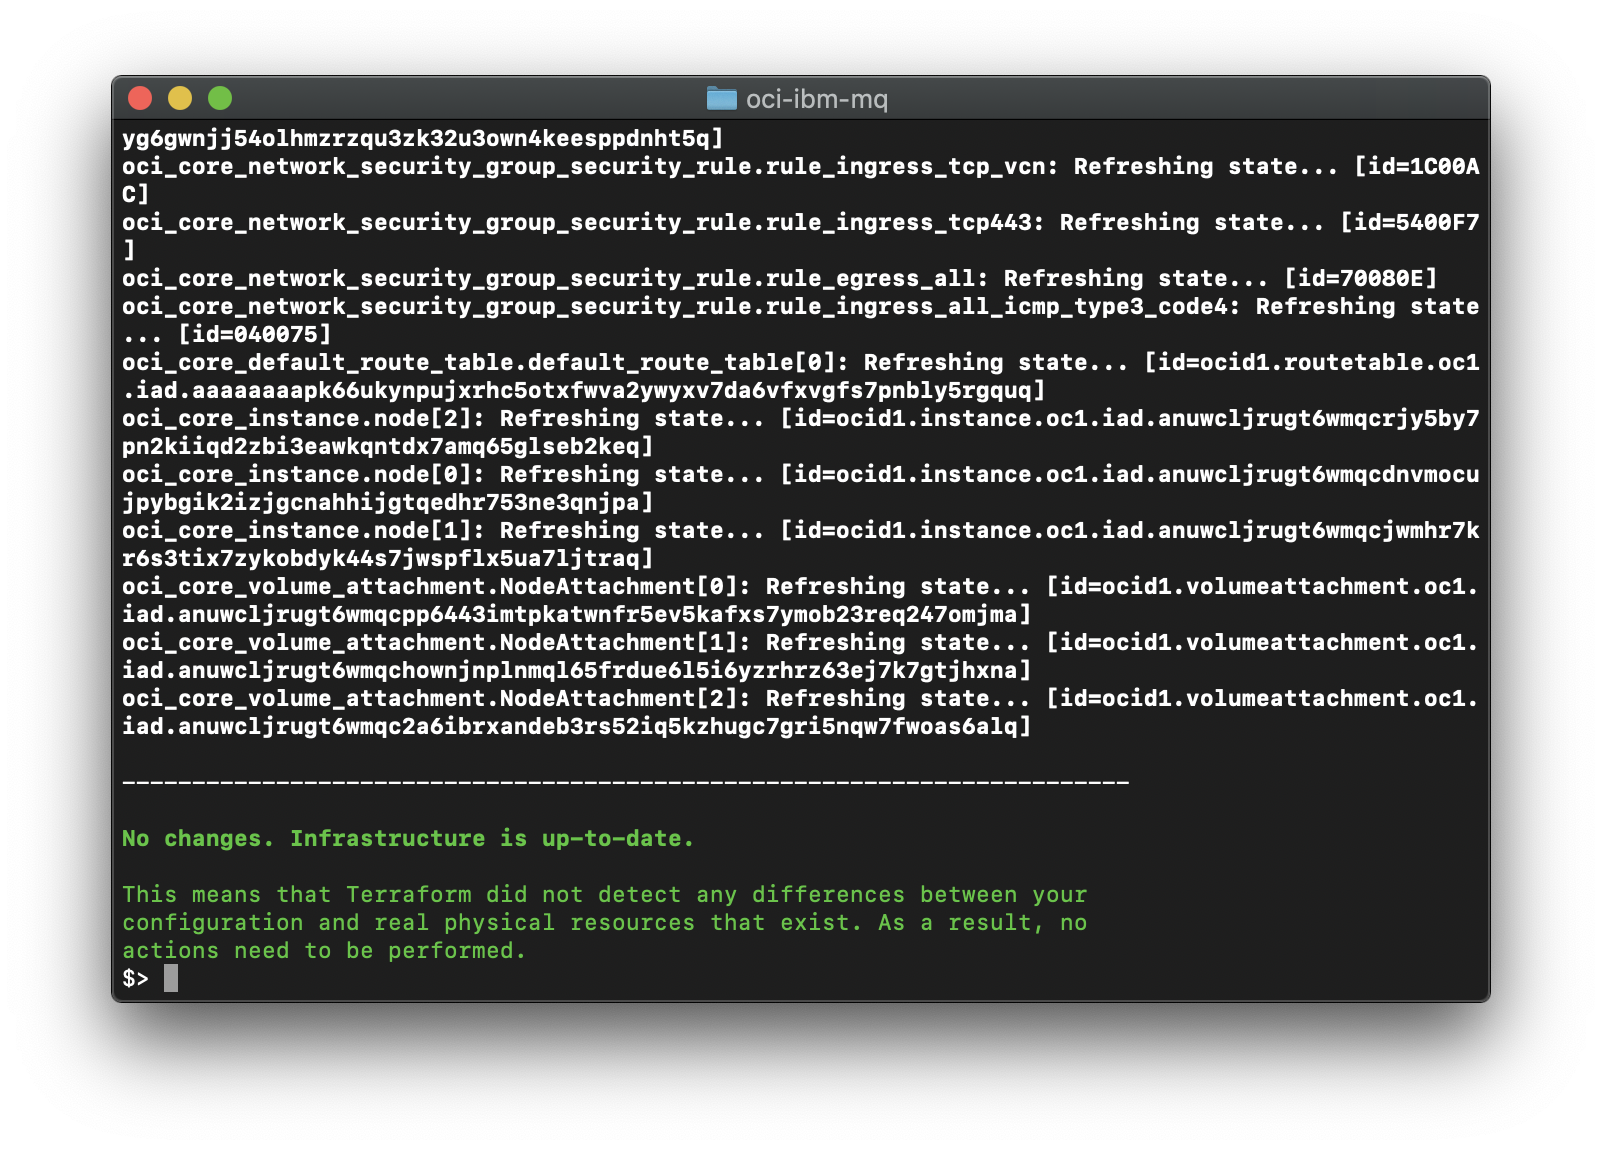 oci-ibm-mq
yg6gwnjj54olhmzrzqu3zk32u3own4keesppdnht5q]
oci_core_network_security_group_security_rule.rule_ingress_tcp_vcn: Refreshing state... [id=1C00A
C]
oci_core_network_security_group_security_rule.rule_ingress_tcp443: Refreshing state... [id=5400F7
]
oci_core_network_security_group_security_rule.rule_egress_all: Refreshing state... [id=70080E]
oci_core_network_security_group_security_rule.rule_ingress_all_icmp_type3_code4: Refreshing state
... [id=040075]
oci_core_default_route_table.default_route_table[0]: Refreshing state... [id=ocid1.routetable.oc1
.iad.aaaaaaaapk66ukynpujxrhc5otxfwva2ywyxv7da6vfxvgfs7pnbly5rgquq]
oci_core_instance.node[2]: Refreshing state... [id=ocid1.instance.oc1.iad.anuwcljrugt6wmqcrjy5by7
pn2kiiqd2zbi3eawkqntdx7amq65glseb2keq]
oci_core_instance.node[0]: Refreshing state... [id=ocid1.instance.oc1.iad.anuwcljrugt6wmqcdnvmocu
jpybgik2izjgcnahhijgtqedhr753ne3qnjpa]
oci_core_instance.node[1]: Refreshing state... [id=ocid1.instance.oc1.iad.anuwcljrugt6wmqcjwmhr7k
r6s3tix7zykobdyk44s7jwspflx5ua7ljtraq]
oci_core_volume_attachment.NodeAttachment[0]: Refreshing state... [id=ocid1.volumeattachment.oc1.
iad.anuwcljrugt6wmqcpp6443imtpkatwnfr5ev5kafxs7ymob23req247omjma]
oci_core_volume_attachment.NodeAttachment[1]: Refreshing state... [id=ocid1.volumeattachment.oc1.
iad.anuwcljrugt6wmqchownjnplnmql65frdue6l5i6yzrhrz63ej7k7gtjhxna]
oci_core_volume_attachment.NodeAttachment[2]: Refreshing state... [id=ocid1.volumeattachment.oc1.
iad.anuwcljrugt6wmqc2a6ibrxandeb3rs52iq5kzhugc7gri5nqw7fwoas6alq]
------------------------------------------------------------------------
No changes. Infrastructure is up-to-date.
This means that Terraform did not detect any differences between your
configuration and real physical resources that exist. As a result, no
actions need to be performed.
$>